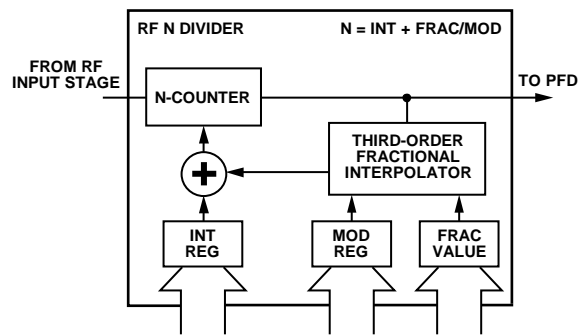 RF N DIVIDER
N = INT + FRAC/MOD
FROM RF
INPUT STAGE
TO PFD
N-COUNTER
THIRD-ORDER
FRACTIONAL
INTERPOLATOR
+
INT
REG
MOD
REG
FRAC
VALUE